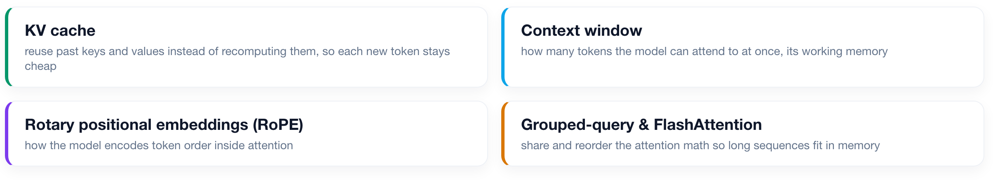 KV cache
reuse past keys and values instead of recomputing them, so each new token stays
cheap
Context window
how many tokens the model can attend to at once, its working memory
Rotary positional embeddings (RoPE)
how the model encodes token order inside attention
Grouped-query & FlashAttention
share and reorder the attention math so long sequences fit in memory